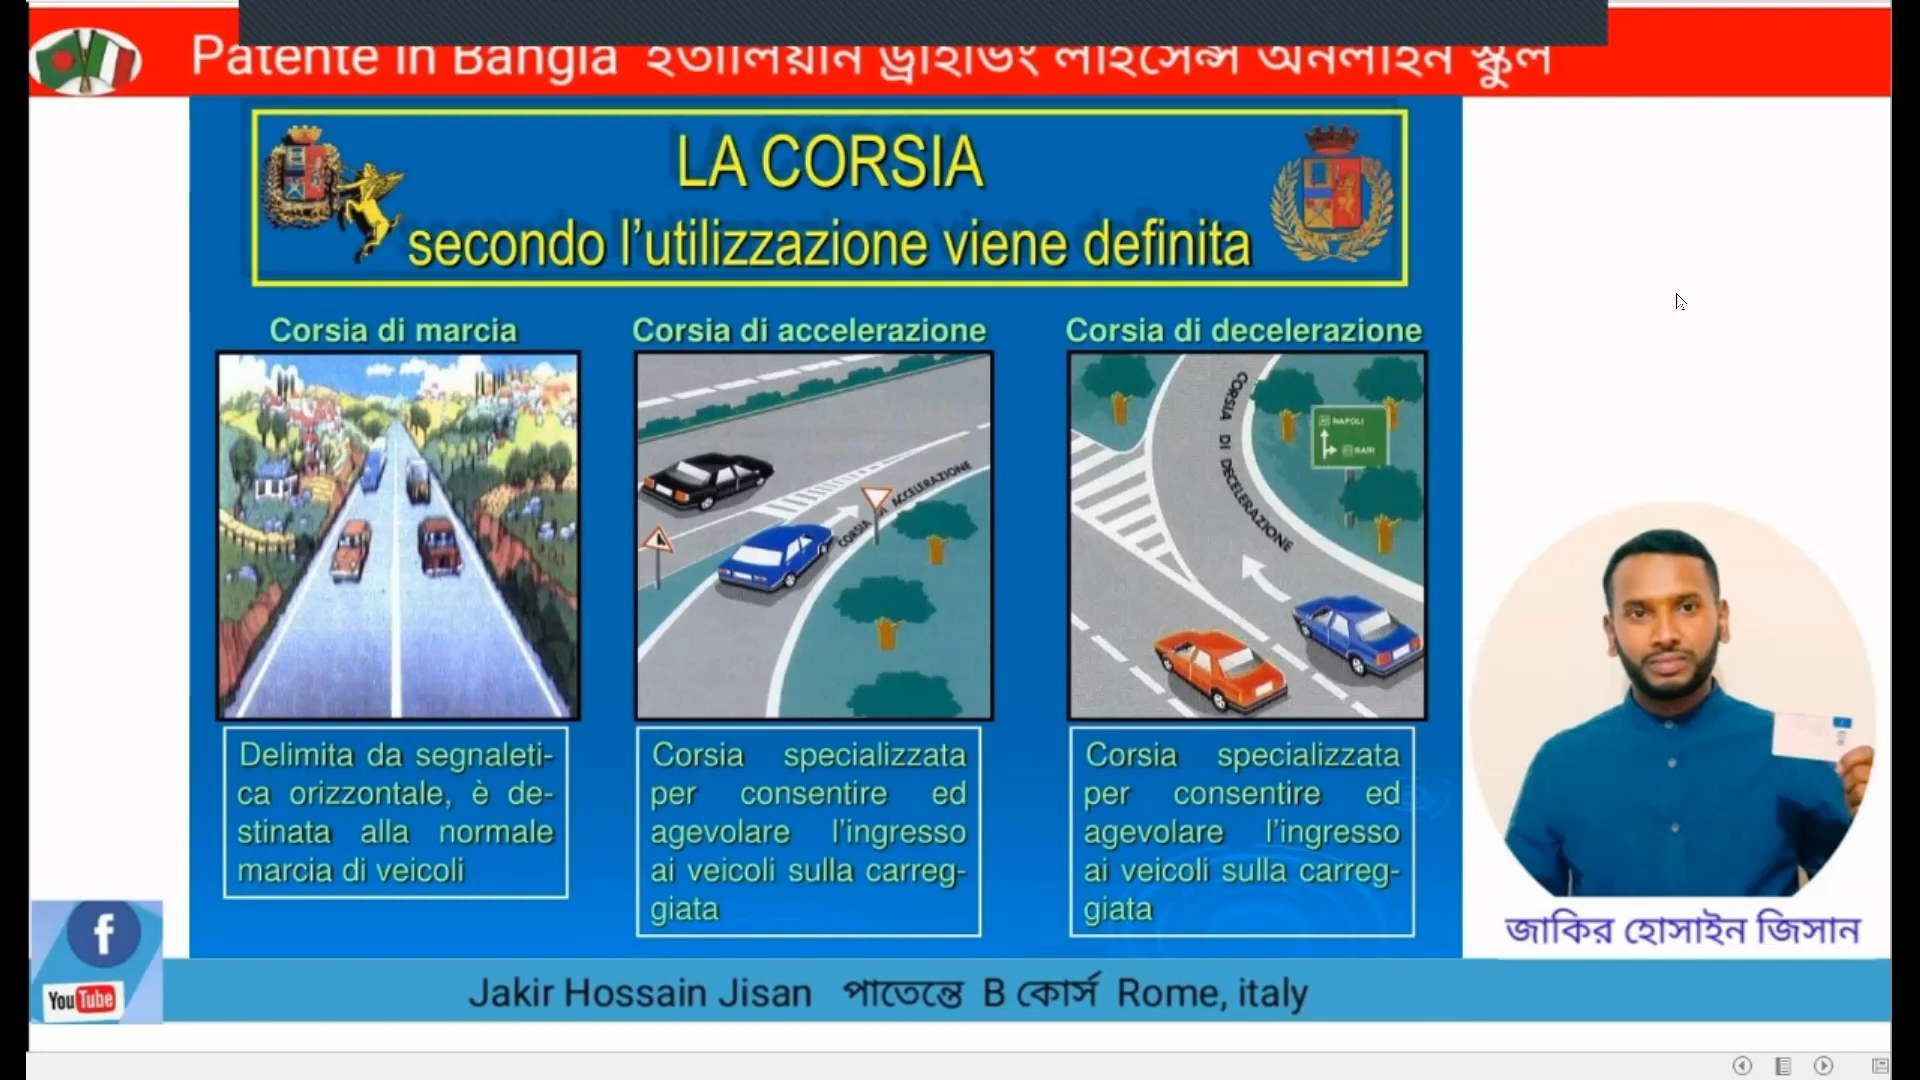 Patente in Bangla ইতালিয়ান ড্রাইভিং লাইসেন্স অনলাইন স্কুল
LA CORSIA
secondo l'utilizzazione viene definita
Corsia di marcia
Corsia di accelerazione
Corsia di decelerazione
CORSIA DI ACCELERAZIONE
CORSIA DI DECELERAZIONE
NAPOLI
BARI
Delimita da segnaleti-
ca orizzontale, è de-
stinata alla normale
marcia di veicoli
Corsia specializzata
per consentire ed
agevolare l'ingresso
ai veicoli sulla carreg-
giata
Corsia specializzata
per consentire ed
agevolare l'ingresso
ai veicoli sulla carreg-
giata
জাকির হোসাইন জিসান
f
YouTube
Jakir Hossain Jisan পাতেন্তে B কোর্স Rome, italy